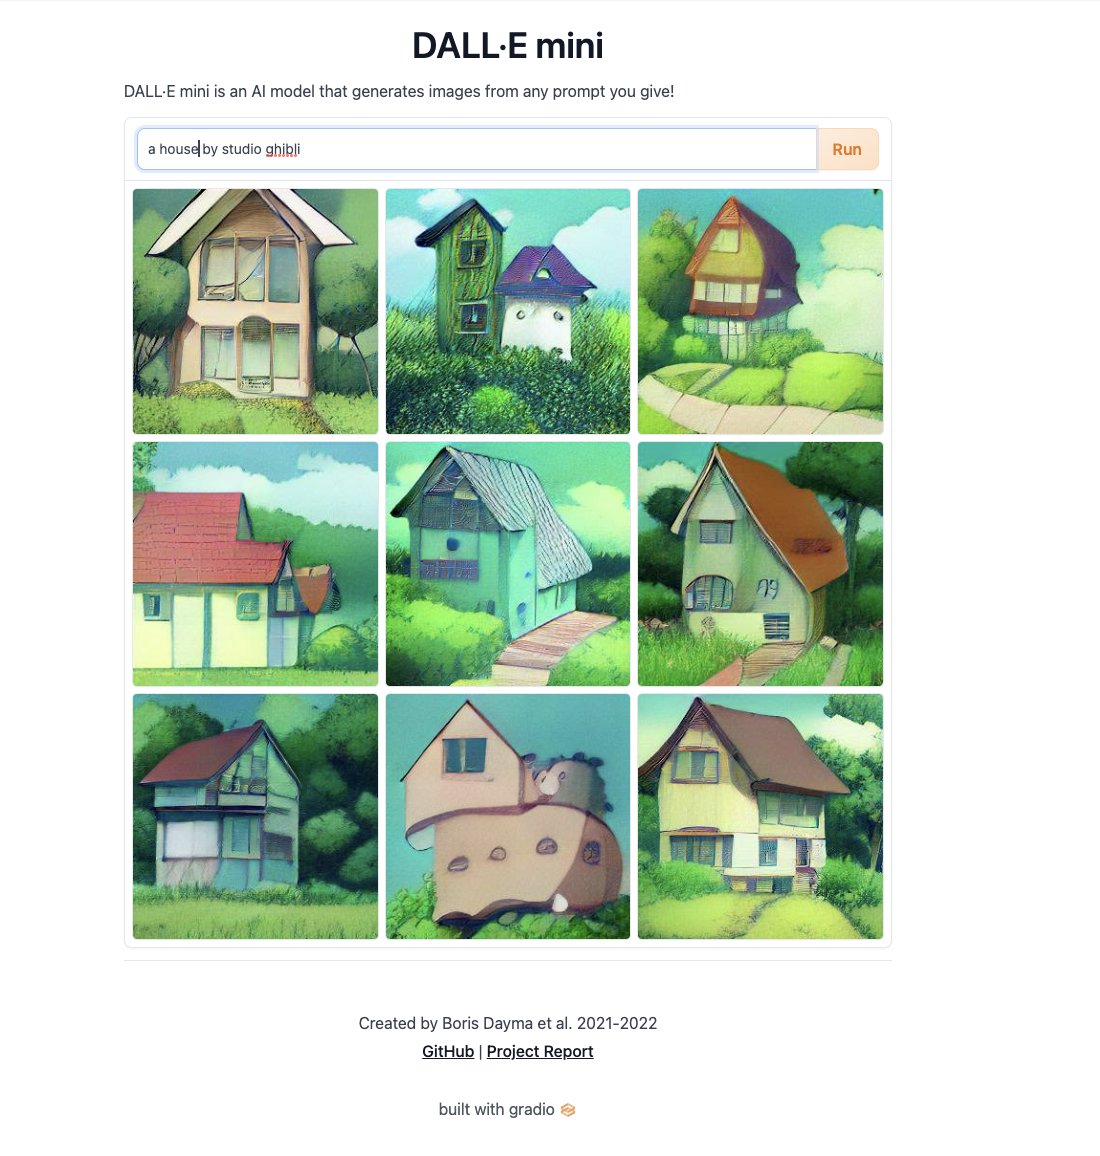 DALL·E mini
DALL·E mini is an AI model that generates images from any prompt you give!
a house by studio ghibli
Run
Created by Boris Dayma et al. 2021-2022
GitHub | Project Report
built with gradio